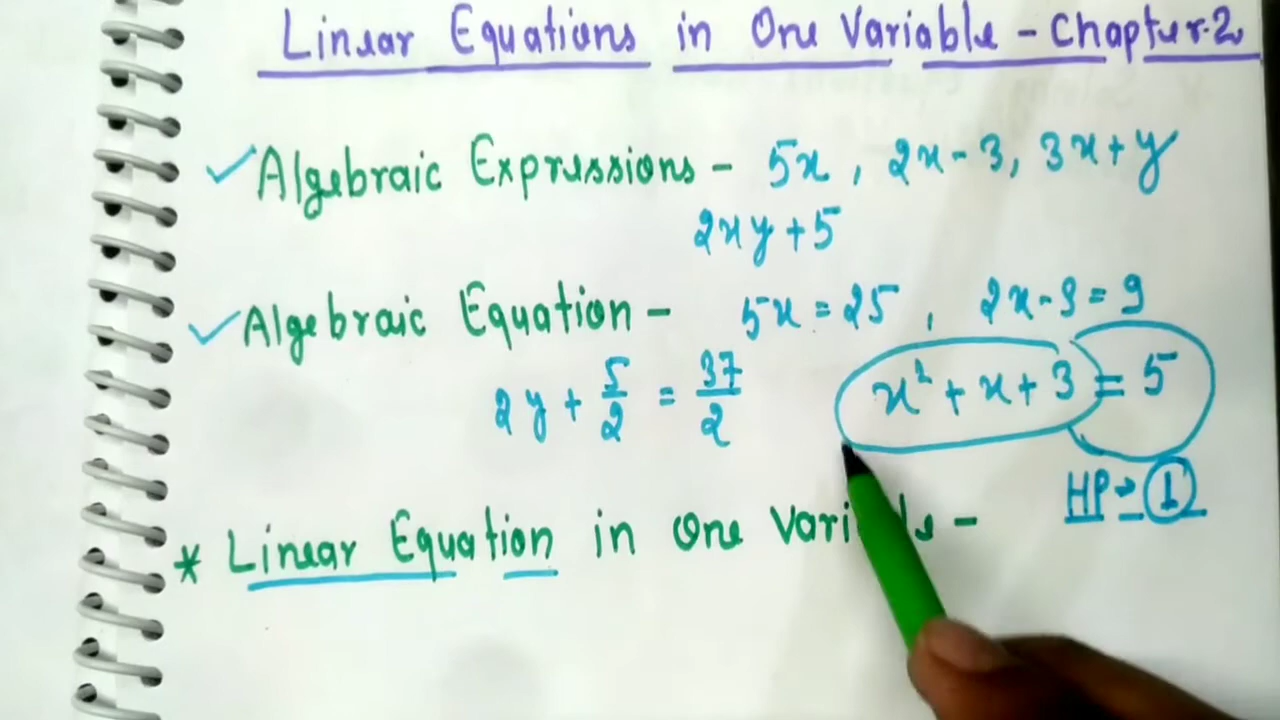 Linear Equations in One Variable - Chapter.2
Algebraic Expressions - 5x, 2x-3, 3x+y
2xy+5
Algebraic Equation - 5x=25, 2x-3=9
2y+5/2=37/2 x²+x+3=5
HP→1
* Linear Equation in One -